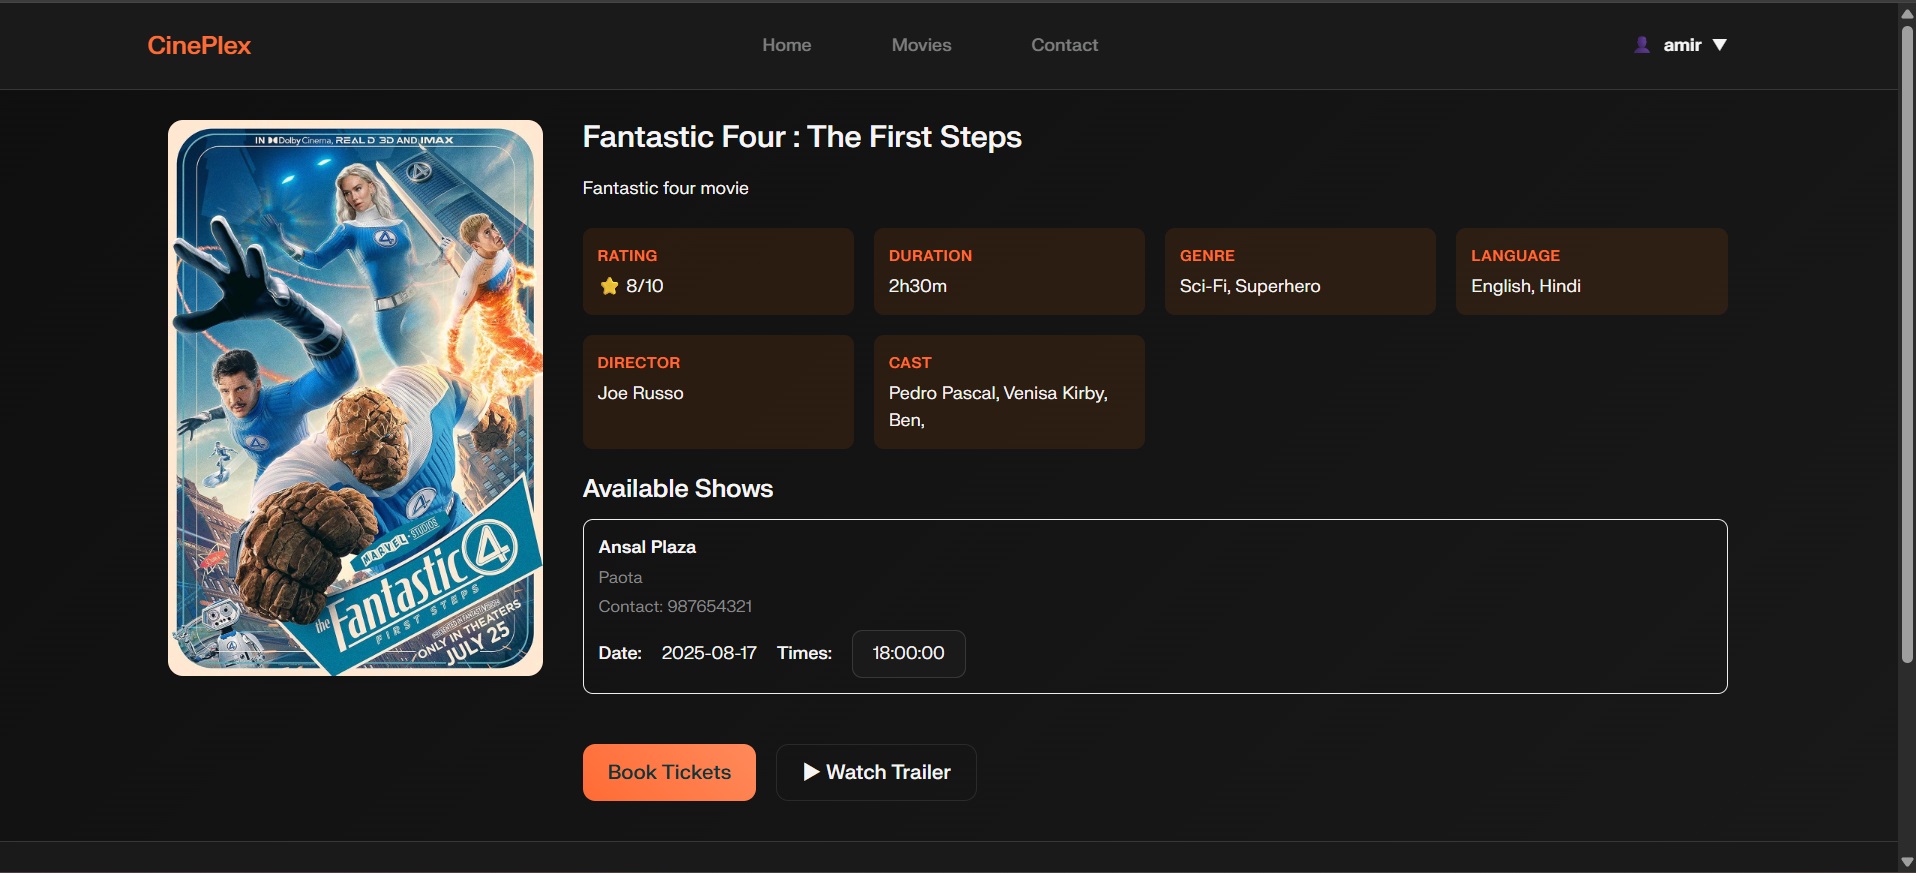 CinePlex
Home
Movies
Contact
amir ▼
IN Dolby Cinema, REAL D 3D AND IMAX
MARVEL STUDIOS
the Fantastic 4
FIRST STEPS
ONLY IN THEATERS
JULY 25
Fantastic Four : The First Steps
Fantastic four movie
RATING
⭐ 8/10
DURATION
2h30m
GENRE
Sci-Fi, Superhero
LANGUAGE
English, Hindi
DIRECTOR
Joe Russo
CAST
Pedro Pascal, Venisa Kirby,
Ben,
Available Shows
Ansal Plaza
Paota
Contact: 987654321
Date: 2025-08-17 Times: 18:00:00
Book Tickets
▶ Watch Trailer